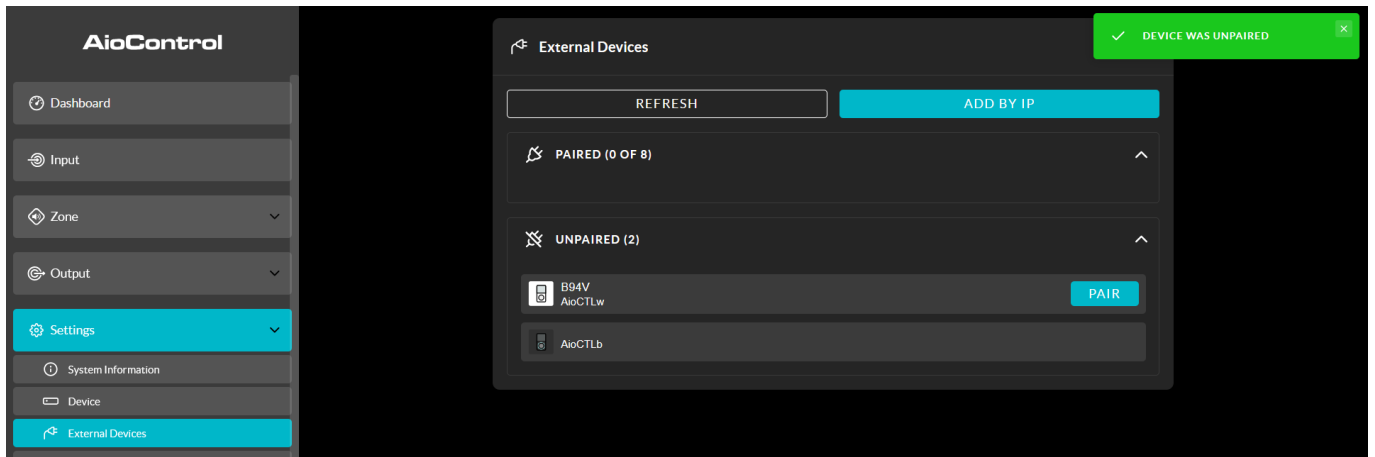 AioControl
Dashboard
Input
Zone
Output
Settings
System Information
Device
External Devices
External Devices
DEVICE WAS UNPAIRED
REFRESH
ADD BY IP
PAIRED (0 OF 8)
UNPAIRED (2)
B94V
AioCTLw
PAIR
AioCTLb